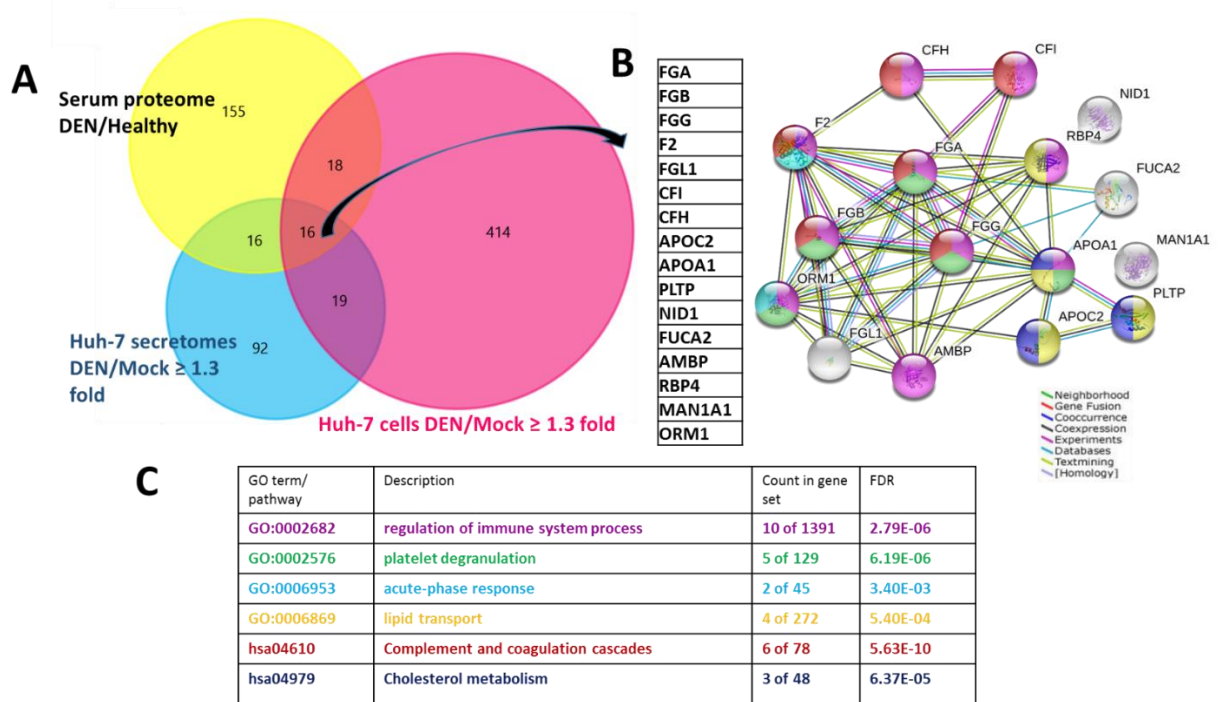 A
Serum proteome
DEN/Healthy
155
18
16
16
414
19
92
Huh-7 secretomes
DEN/Mock ≥ 1.3
fold
Huh-7 cells DEN/Mock ≥ 1.3 fold
B
FGA
FGB
FGG
F2
FGL1
CFI
CFH
APOC2
APOA1
PLTP
NID1
FUCA2
AMBP
RBP4
MAN1A1
ORM1
CFH
CFI
NID1
F2
RBP4
FGA
FUCA2
FGB
FGG
APOA1
MAN1A1
ORM1
PLTP
APOC2
FGL1
AMBP
Neighborhood
Gene Fusion
Cooccurrence
Coexpression
Experiments
Databases
Textmining
[Homology]
C
GO term/ pathway Description Count in gene set FDR
GO:0002682 regulation of immune system process 10 of 1391 2.79E-06
GO:0002576 platelet degranulation 5 of 129 6.19E-06
GO:0006953 acute-phase response 2 of 45 3.40E-03
GO:0006869 lipid transport 4 of 272 5.40E-04
hsa04610 Complement and coagulation cascades 6 of 78 5.63E-10
hsa04979 Cholesterol metabolism 3 of 48 6.37E-05